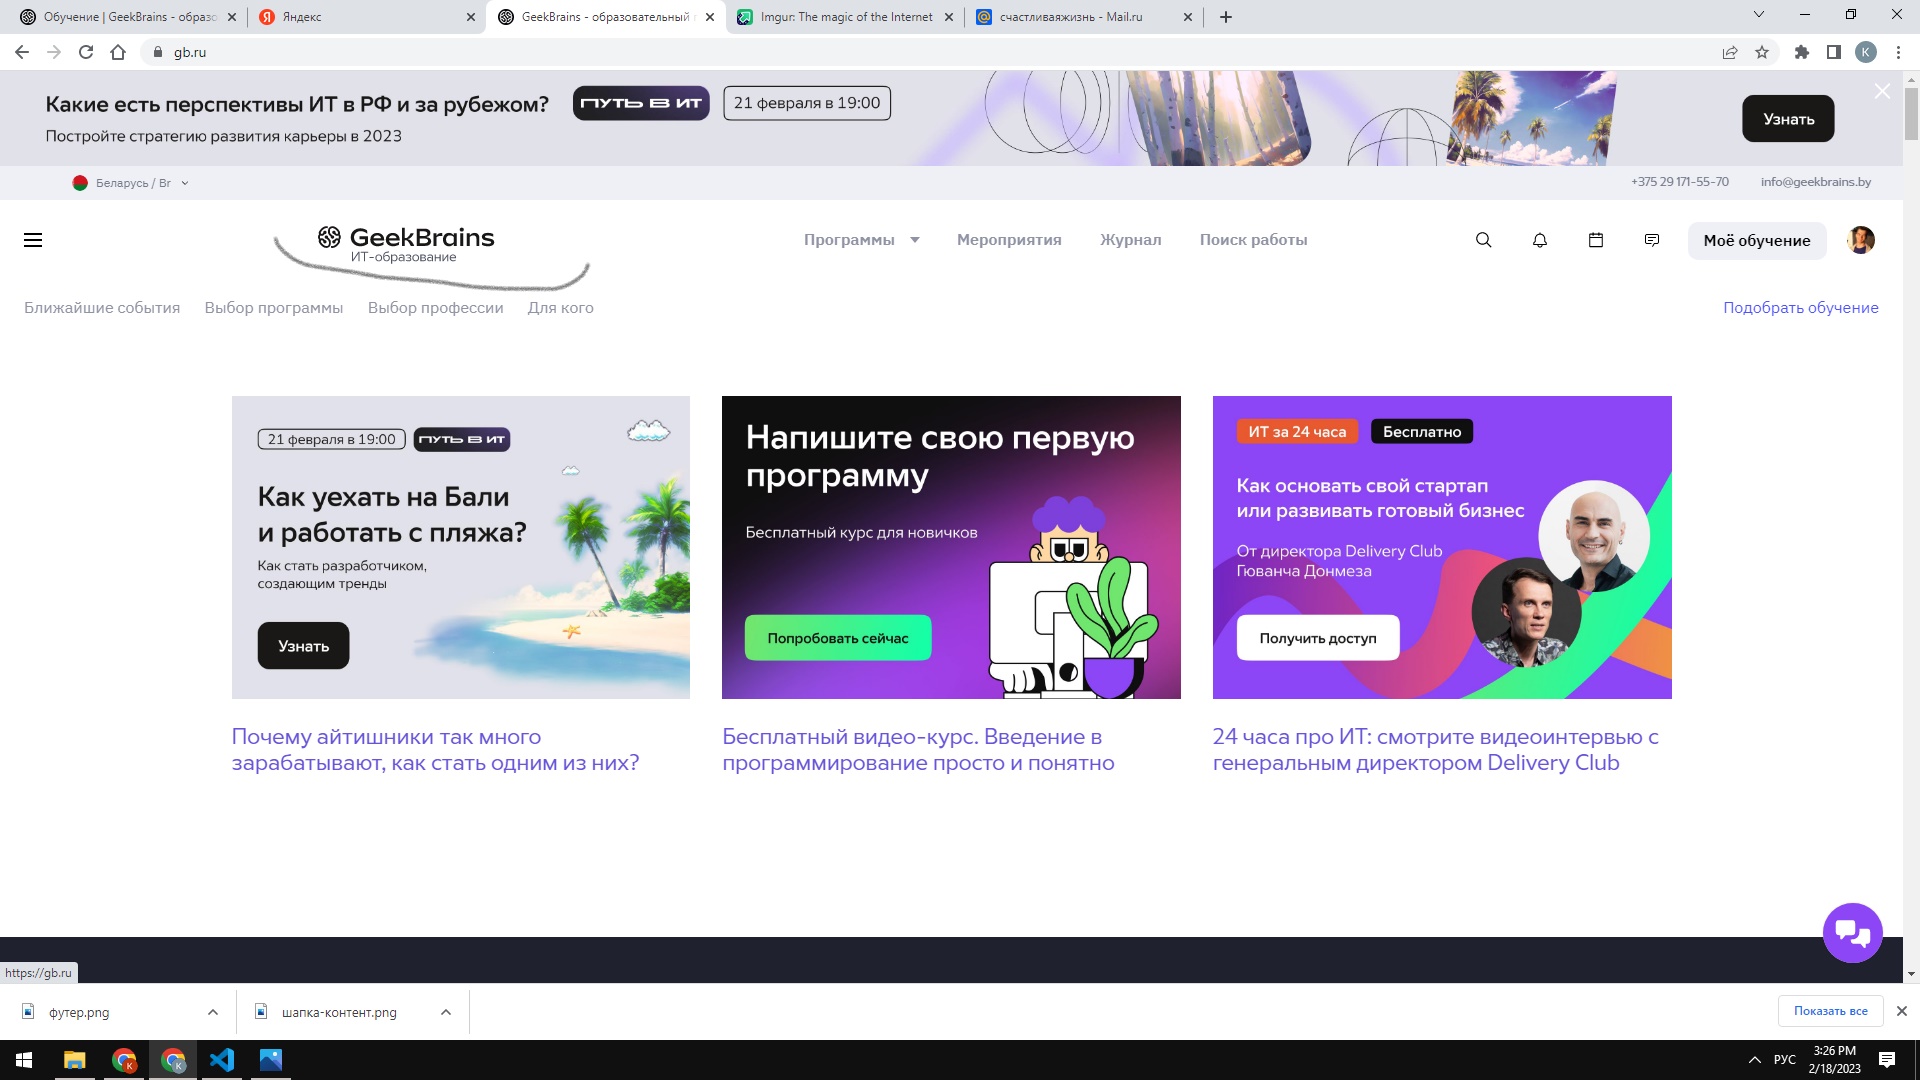 Обучение | GeekBrains - образо
Яндекс
GeekBrains - образовательный
Imgur: The magic of the Internet
счастливаяжизнь - Mail.ru
gb.ru
K
Какие есть перспективы ИТ в РФ и за рубежом?
ПУТЬ В ИТ
21 февраля в 19:00
Постройте стратегию развития карьеры в 2023
Узнать
Беларусь / Br
+375 29 171-55-70
info@geekbrains.by
GeekBrains
ИТ-образование
Программы
Мероприятия
Журнал
Поиск работы
Моё обучение
Ближайшие события
Выбор программы
Выбор профессии
Для кого
Подобрать обучение
21 февраля в 19:00
ПУТЬ В ИТ
Как уехать на Бали
и работать с пляжа?
Как стать разработчиком,
создающим тренды
Узнать
Почему айтишники так много
зарабатывают, как стать одним из них?
Напишите свою первую
программу
Бесплатный курс для новичков
Попробовать сейчас
Бесплатный видео-курс. Введение в
программирование просто и понятно
ИТ за 24 часа
Бесплатно
Как основать свой стартап
или развивать готовый бизнес
От директора Delivery Club
Гюванча Донмеза
Получить доступ
24 часа про ИТ: смотрите видеоинтервью с
генеральным директором Delivery Club
https://gb.ru
футер.png
шапка-контент.png
Показать все
K
K
РУС
3:26 PM
2/18/2023